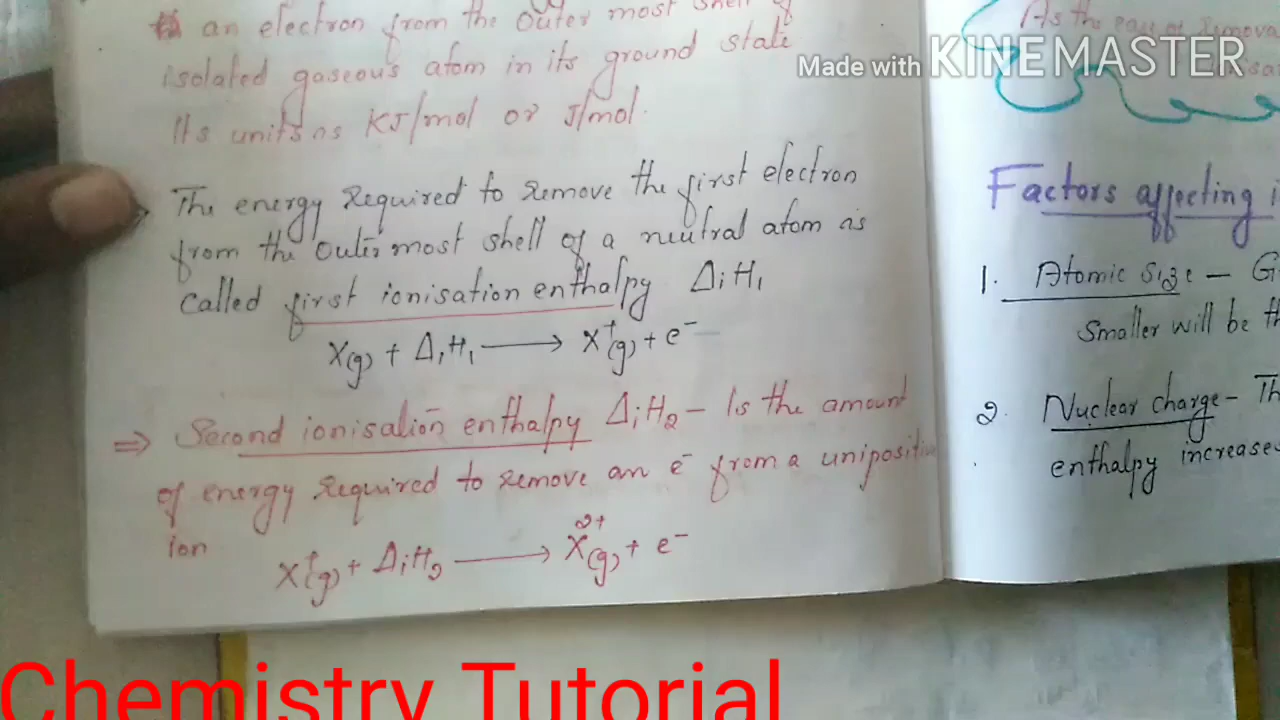 an electron from the outer most shell of
isolated gaseous atom in its ground state
Its units is KJ/mol or J/mol.
The energy required to remove the first electron
from the outer most shell of a neutral atom is
called first ionisation enthalpy ΔiH1
X(g) + ΔiH1 → X+(g) + e-
⇒ Second ionisation enthalpy ΔiH2 - Is the amount
of energy required to remove an e- from a unipositive
ion
X+(g) + ΔiH2 → X2+(g) + e-
As the
Made with KINEMASTER
Factors affecting
1. Atomic size - G
Smaller will be th
2. Nuclear charge - Th
enthalpy increase
Chemistry Tutorial